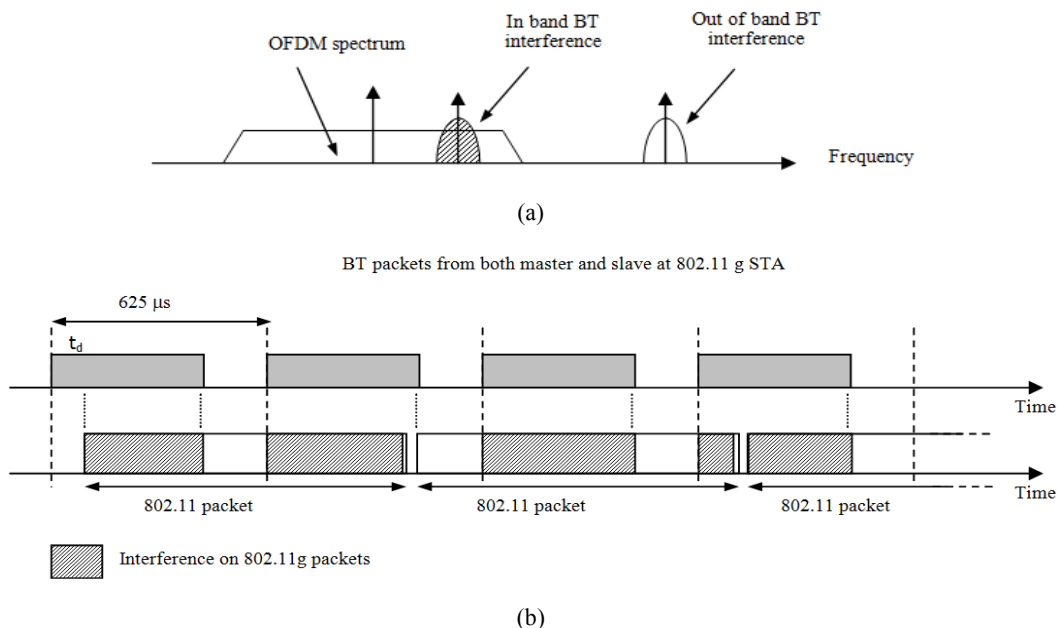 In band BT
interference
Out of band BT
interference
OFDM spectrum
Frequency
(a)
BT packets from both master and slave at 802.11 g STA
625 μs
t_d
Time
Time
802.11 packet
802.11 packet
802.11 packet
Interference on 802.11g packets
(b)